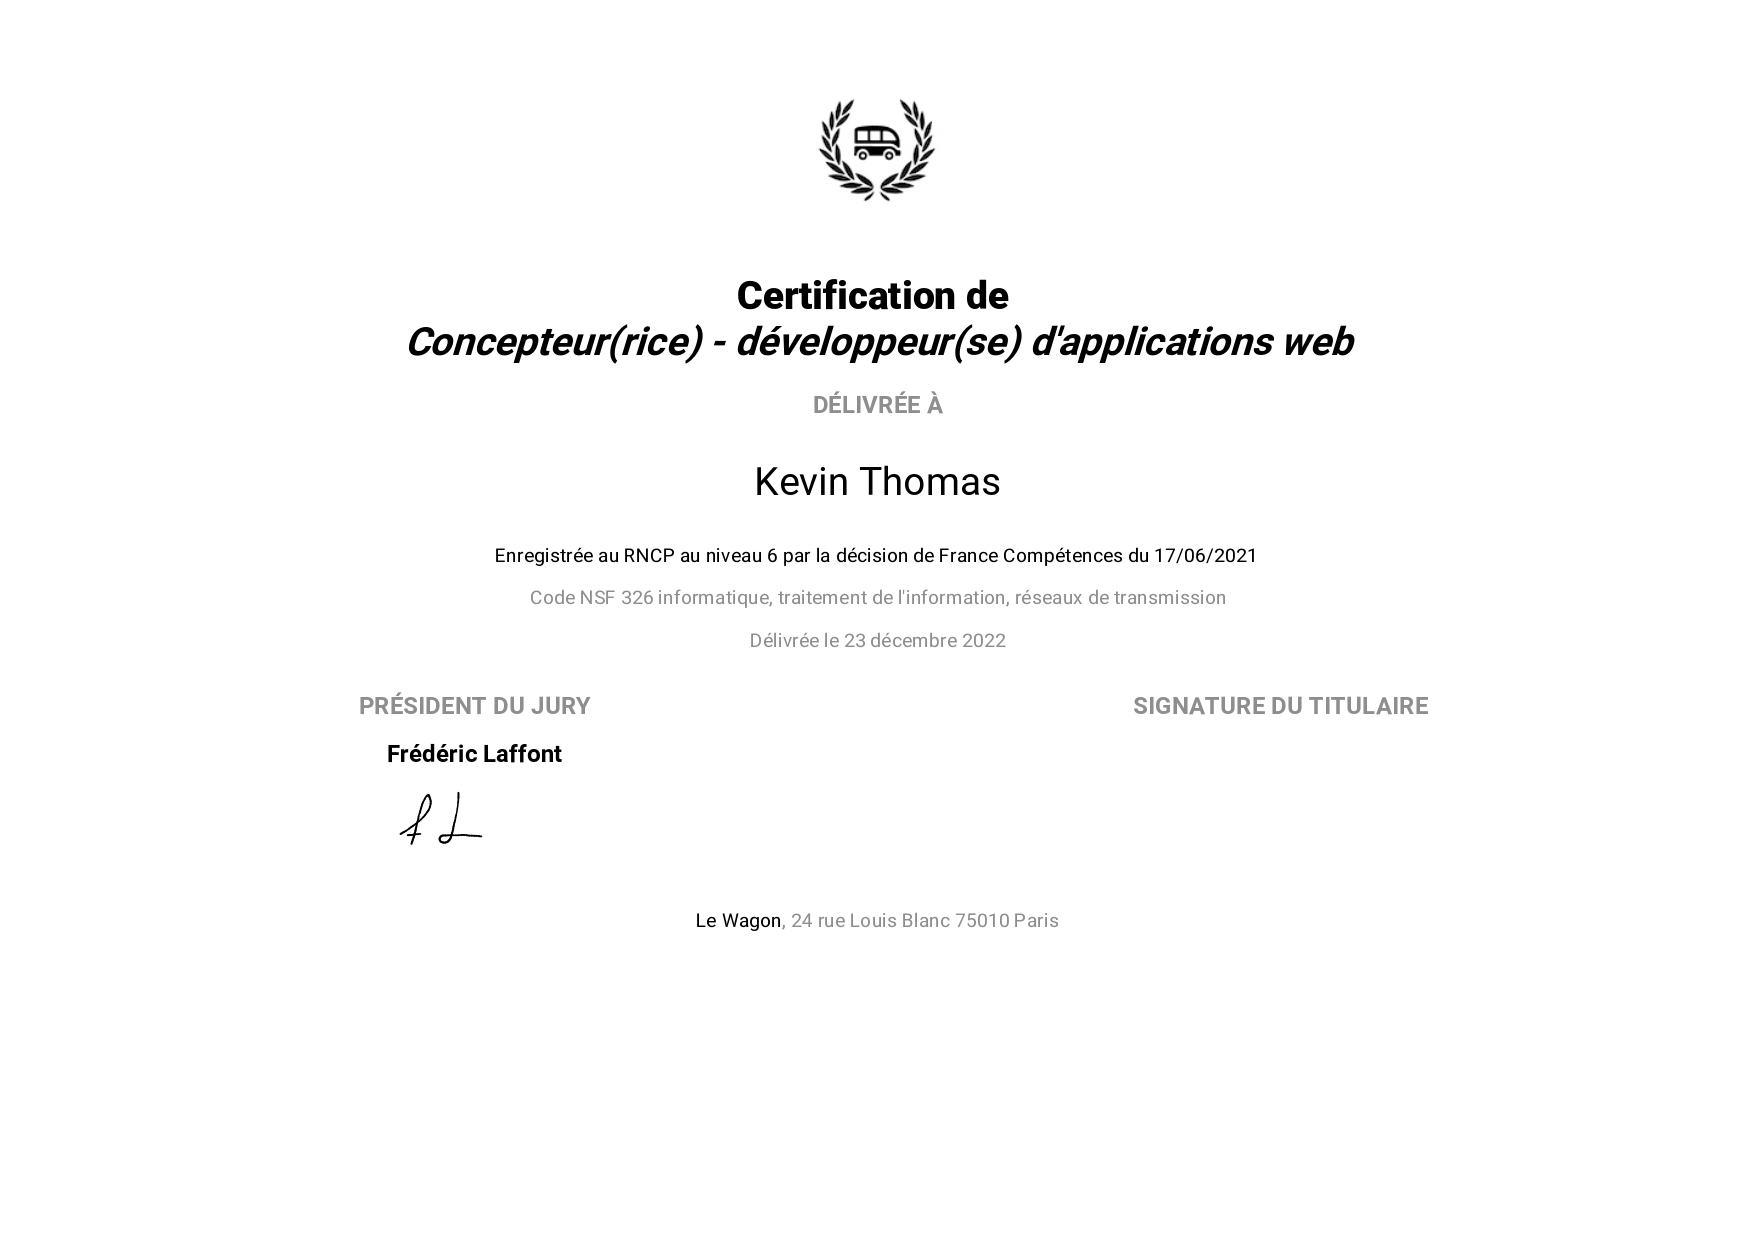 Certification de
Concepteur(rice) - développeur(se) d'applications web
DÉLIVRÉE À
Kevin Thomas
Enregistrée au RNCP au niveau 6 par la décision de France Compétences du 17/06/2021
Code NSF 326 informatique, traitement de l'information, réseaux de transmission
Délivrée le 23 décembre 2022
PRÉSIDENT DU JURY
Frédéric Laffont
SIGNATURE DU TITULAIRE
Le Wagon, 24 rue Louis Blanc 75010 Paris